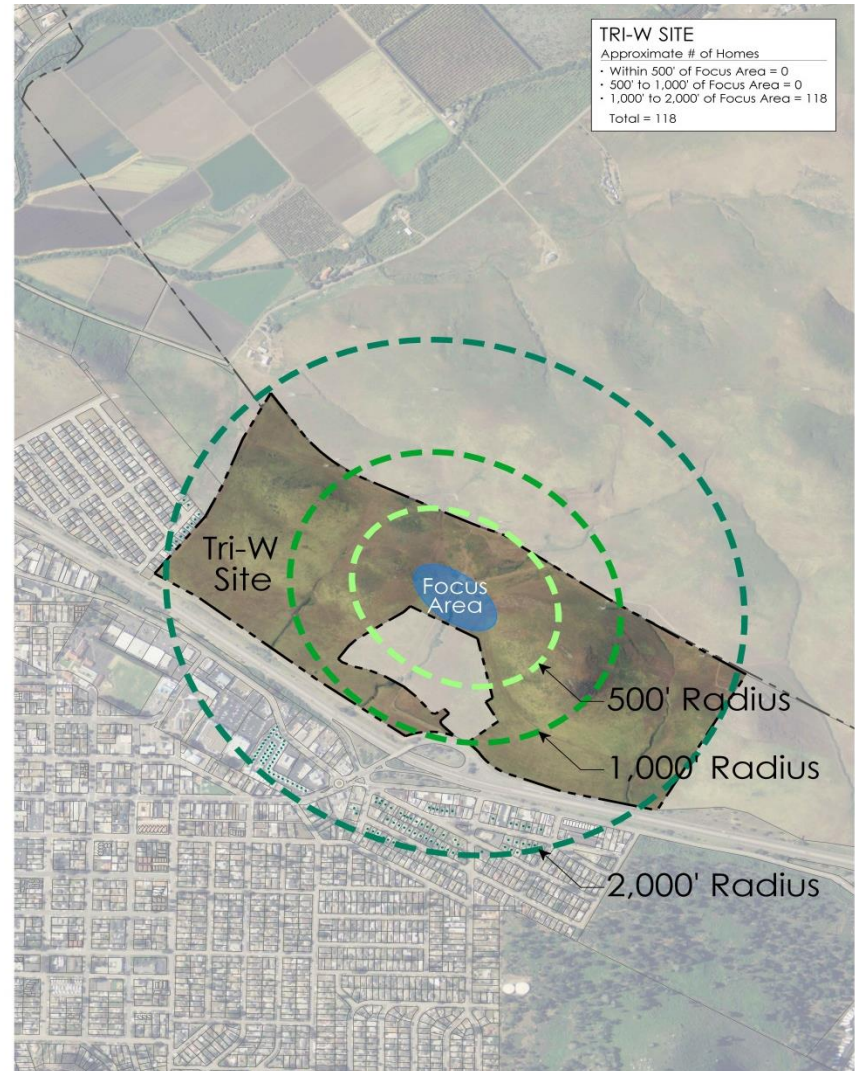 TRI-W SITE
Approximate # of Homes
· Within 500' of Focus Area = 0
· 500' to 1,000' of Focus Area = 0
· 1,000' to 2,000' of Focus Area = 118
Total = 118
Tri-W
Site
Focus
Area
500' Radius
1,000' Radius
2,000' Radius